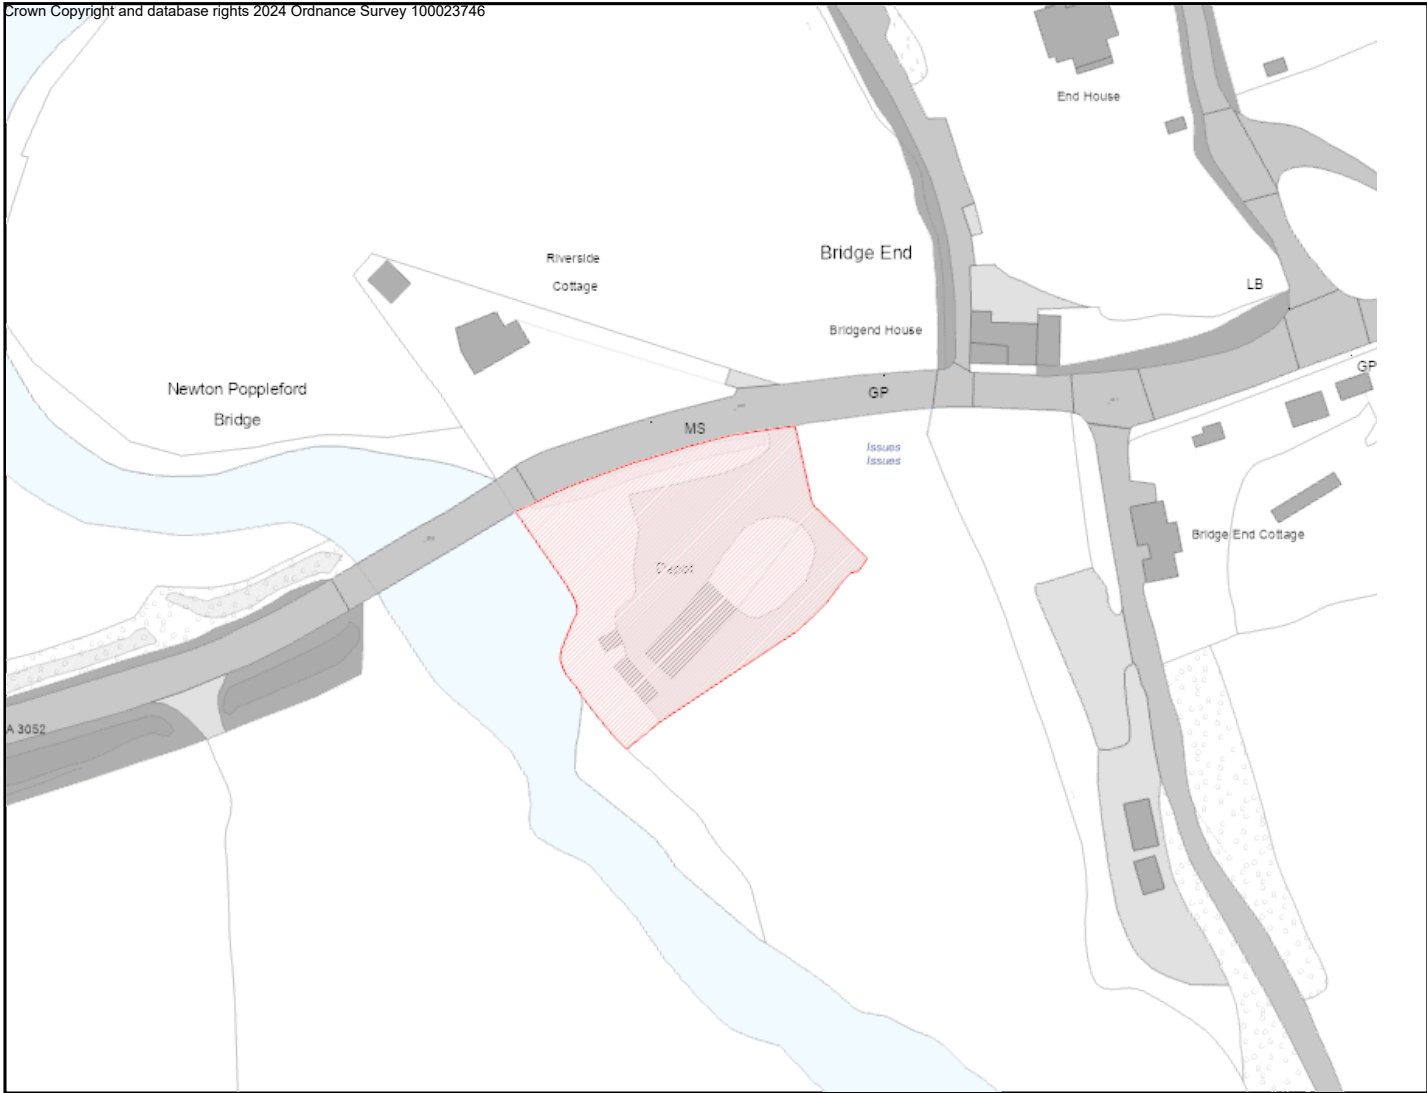 Crown Copyright and database rights 2024 Ordnance Survey 100023746
End House
Riverside
Cottage
Bridge End
LB
Bridgend House
GP
Newton Poppleford
Bridge
GP
MS
Issues
Issues
Bridge End Cottage
Depot
A 3052